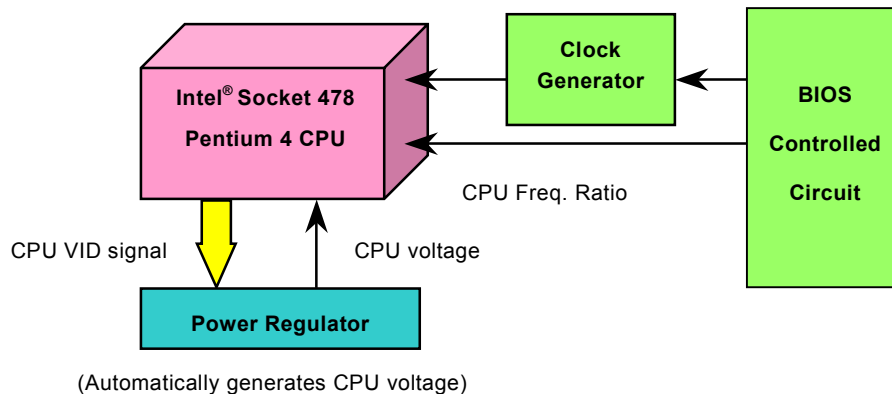 Intel® Socket 478
Pentium 4 CPU
Clock
Generator
BIOS
Controlled
Circuit
CPU Freq. Ratio
CPU VID signal
CPU voltage
Power Regulator
(Automatically generates CPU voltage)